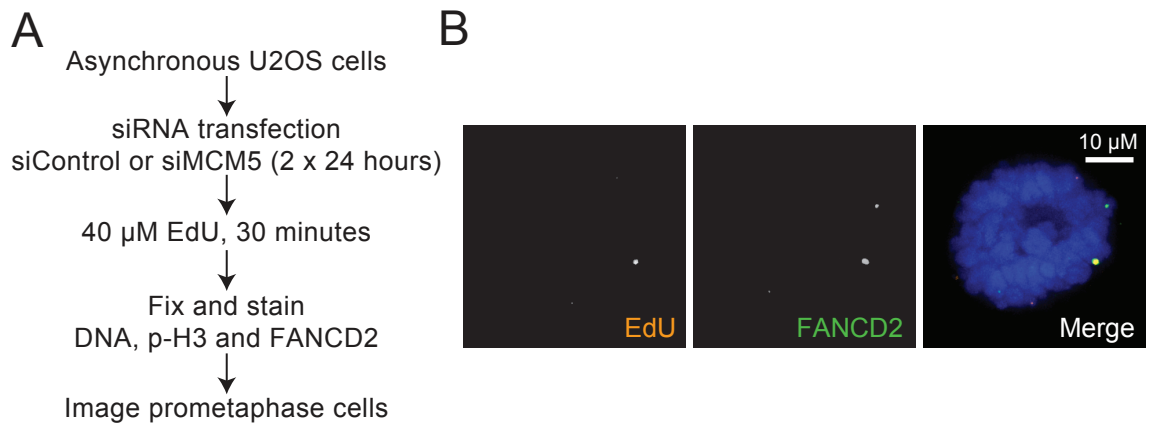 A
Asynchronous U2OS cells
siRNA transfection
siControl or siMCM5 (2 x 24 hours)
40 µM EdU, 30 minutes
Fix and stain
DNA, p-H3 and FANCD2
Image prometaphase cells
B
10 µM
EdU
FANCD2
Merge